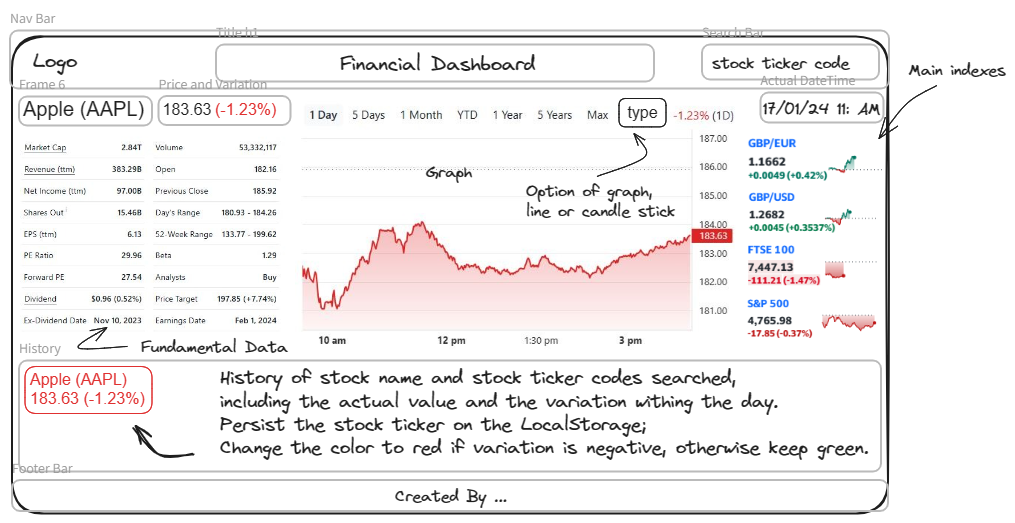 Nav Bar
Title h1
Search Bar
Logo
Financial Dashboard
stock ticker code
Main indexes
Frame 6
Price and Variation
Actual DateTime
Apple (AAPL)
183.63 (-1.23%)
1 Day 5 Days 1 Month YTD 1 Year 5 Years Max type -1.23% (1D)
17/01/24 11: AM
Market Cap 2.84T Volume 53,332,117
Revenue (ttm) 383.29B Open 182.16
Net Income (ttm) 97.00B Previous Close 185.92
Shares Out 15.46B Day's Range 180.93 - 184.26
EPS (ttm) 6.13 52-Week Range 133.77 - 199.62
PE Ratio 29.96 Beta 1.29
Forward PE 27.54 Analysts Buy
Dividend $0.96 (0.52%) Price Target 197.85 (+7.74%)
Ex-Dividend Date Nov 10, 2023 Earnings Date Feb 1, 2024
Graph
Option of graph,
line or candle stick
187.00
186.00
185.00
184.00
183.63
183.00
182.00
181.00
10 am 12 pm 1:30 pm 3 pm
GBP/EUR
1.1662
+0.0049 (+0.42%)
GBP/USD
1.2682
+0.0045 (+0.3537%)
FTSE 100
7,447.13
-111.21 (-1.47%)
S&P 500
4,765.98
-17.85 (-0.37%)
History
Fundamental Data
Apple (AAPL)
183.63 (-1.23%)
History of stock name and stock ticker codes searched,
including the actual value and the variation withing the day.
Persist the stock ticker on the LocalStorage;
Change the color to red if variation is negative, otherwise keep green.
Footer Bar
Created By ...